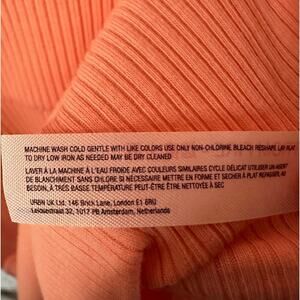 MACHINE WASH COLD GENTLE WITH LIKE COLORS USE ONLY NON-CHLORINE BLEACH RESHAPE LAY FLAT
TO DRY LOW IRON AS NEEDED MAY BE DRY CLEANED
LAVER À LA MACHINE À L'EAU FROIDE AVEC COULEURS SIMILAIRES CYCLE DÉLICAT UTILISER UN AGENT
DE BLANCHIMENT SANS CHLORE SI NÉCESSAIRE METTRE EN FORME ET SECHER À PLAT REPASSER AU
BESOIN À TRÈS BASSE TEMPÉRATURE PEUT-ÊTRE ÊTRE NETTOYÉE À SEC
URBN UK Ltd. 146 Brick Lane, London E1 6RU
Leidsestraat 32, 1017 PB Amsterdam, Netherlands